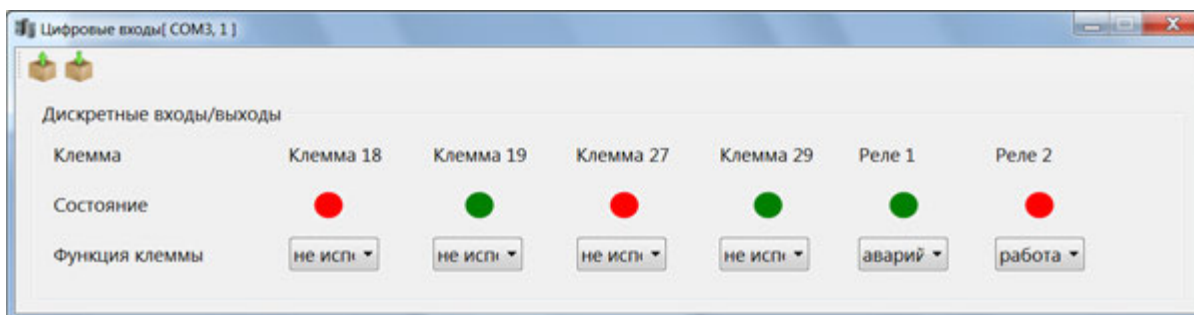 Цифровые входы[ COM3, 1 ]
Дискретные входы/выходы
Клемма Клемма 18 Клемма 19 Клемма 27 Клемма 29 Реле 1 Реле 2
Состояние
Функция клеммы не исп не исп не исп не исп аварий работа